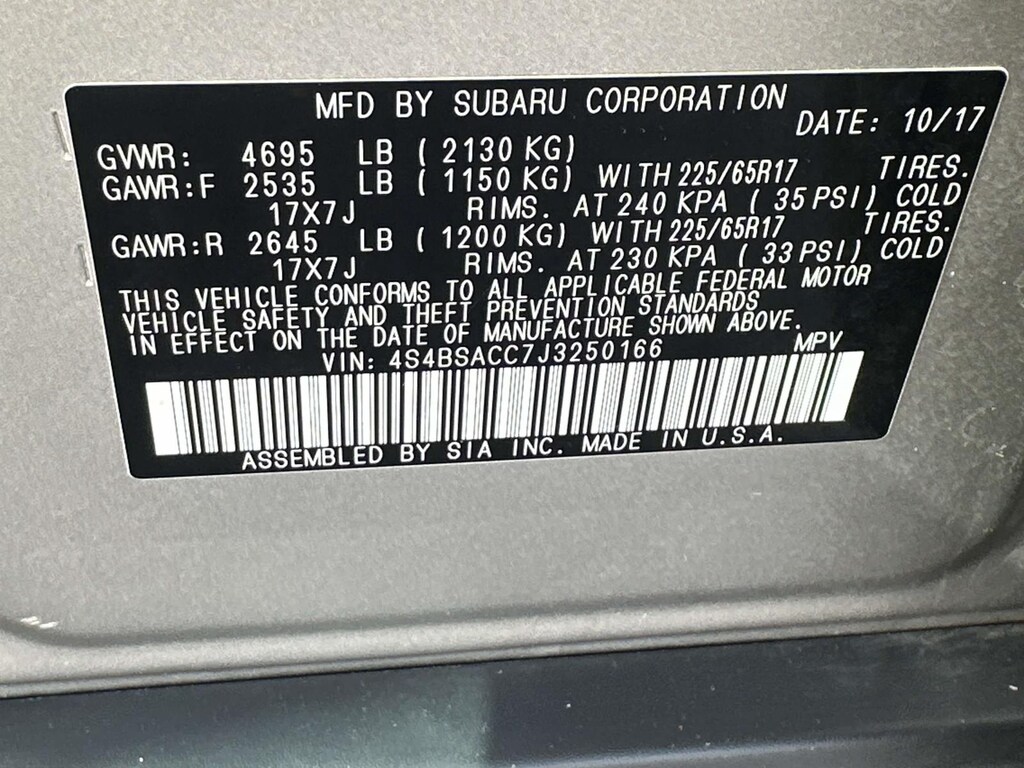 MFD BY SUBARU CORPORATION
DATE: 10/17
GVWR: 4695 LB ( 2130 KG)
GAWR:F 2535 LB ( 1150 KG) WITH 225/65R17 TIRES.
17X7J RIMS. AT 240 KPA ( 35 PSI) COLD
GAWR:R 2645 LB ( 1200 KG) WITH 225/65R17 TIRES.
17X7J RIMS. AT 230 KPA ( 33 PSI) COLD
THIS VEHICLE CONFORMS TO ALL APPLICABLE FEDERAL MOTOR
VEHICLE SAFETY AND THEFT PREVENTION STANDARDS
IN EFFECT ON THE DATE OF MANUFACTURE SHOWN ABOVE.
VIN: 4S4BSACC7J3250166 MPV
ASSEMBLED BY SIA INC. MADE IN U.S.A.